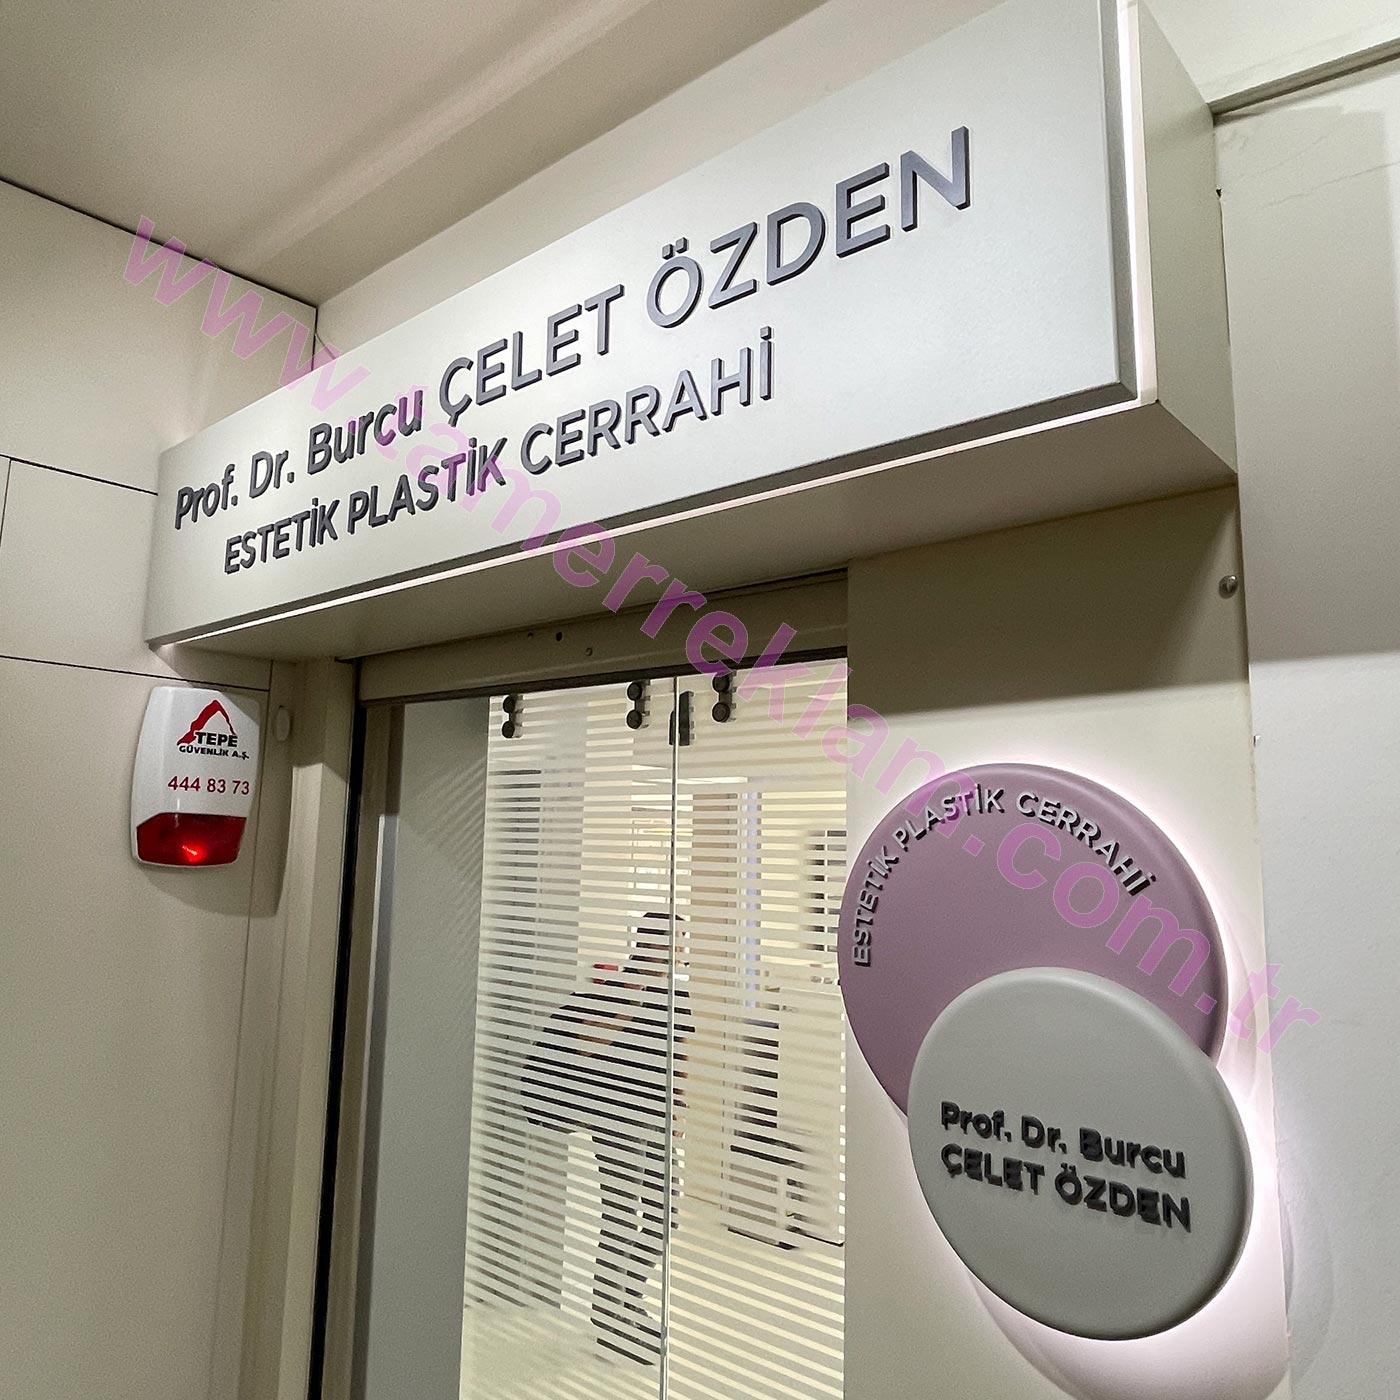 Prof. Dr. Burcu ÇELET ÖZDEN
ESTETİK PLASTİK CERRAHİ
TEPE
GÜVENLİK A.Ş.
444 83 73
ESTETİK PLASTİK CERRAHİ
Prof. Dr. Burcu
ÇELET ÖZDEN
www.tamerreklam.com.tr